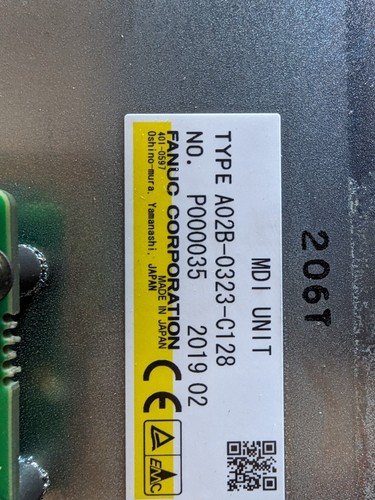 MDI UNIT
TYPE A02B-0323-C128
NO. P000035 2019 02
FANUC CORPORATION
MADE IN JAPAN
401-0597
Oshino-mura, Yamanashi, JAPAN
CE
EMC
206T